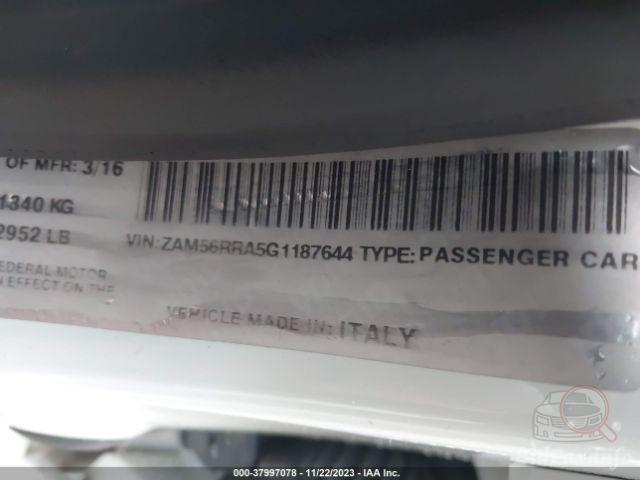 OF MFR: 3/16
1340 KG
2952 LB
VIN: ZAM56RRA5G1187644 TYPE: PASSENGER CAR
FEDERAL MOTOR
N EFFECT ON THE
VEHICLE MADE IN: ITALY
000-37997078 - 11/22/2023 - IAA Inc.